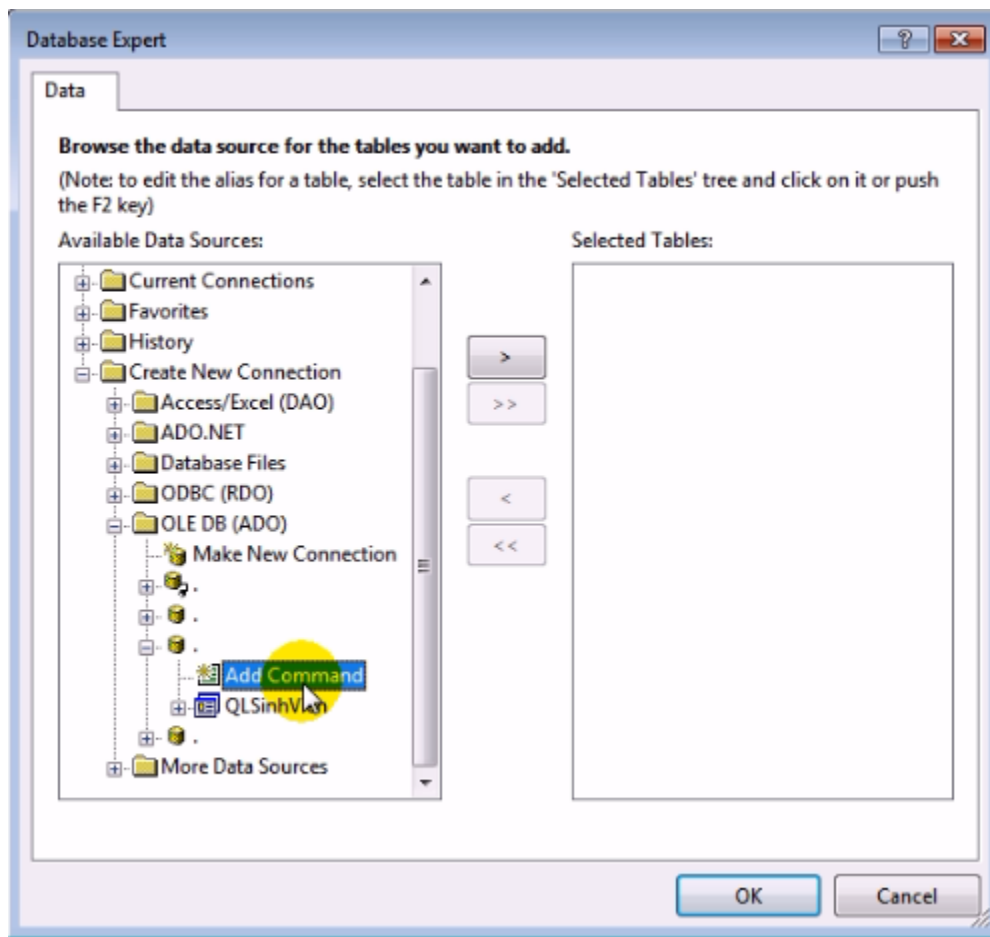 Database Expert
Data
Browse the data source for the tables you want to add.
(Note: to edit the alias for a table, select the table in the 'Selected Tables' tree and click on it or push
the F2 key)
Available Data Sources:
Selected Tables:
Current Connections
Favorites
History
Create New Connection
Access/Excel (DAO)
ADO.NET
Database Files
ODBC (RDO)
OLE DB (ADO)
Make New Connection
.
.
.
Add Command
QLSinhVien
.
More Data Sources
>
>>
<
<<
OK
Cancel